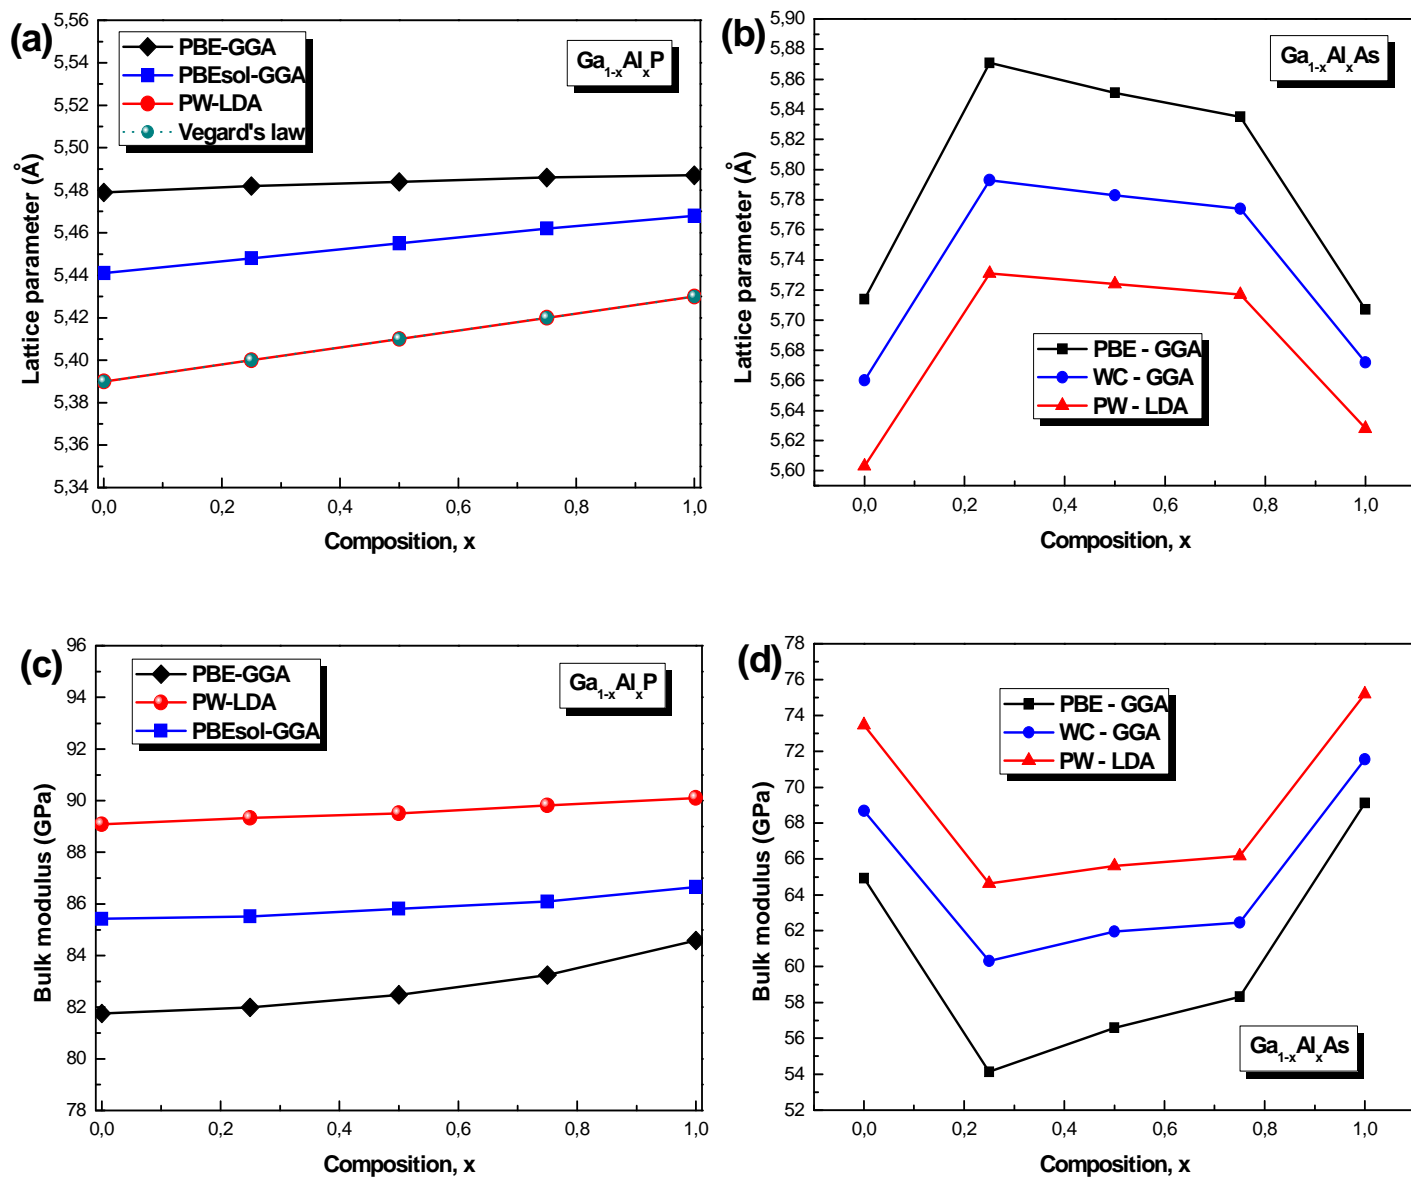 (a)
PBE-GGA
PBEsol-GGA
PW-LDA
Vegard's law
Ga1-xAlxP
5,56
5,54
5,52
5,50
5,48
5,46
5,44
5,42
5,40
5,38
5,36
5,34
Lattice parameter (Å)
0,0 0,2 0,4 0,6 0,8 1,0
Composition, x
(b)
Ga1-xAlxAs
5,90
5,88
5,86
5,84
5,82
5,80
5,78
5,76
5,74
5,72
5,70
5,68
5,66
5,64
5,62
5,60
Lattice parameter (Å)
PBE - GGA
WC - GGA
PW - LDA
0,0 0,2 0,4 0,6 0,8 1,0
Composition, x
(c)
PBE-GGA
PW-LDA
PBEsol-GGA
Ga1-xAlxP
96
94
92
90
88
86
84
82
80
78
Bulk modulus (GPa)
0,0 0,2 0,4 0,6 0,8 1,0
Composition, x
(d)
PBE - GGA
WC - GGA
PW - LDA
78
76
74
72
70
68
66
64
62
60
58
56
54
52
Bulk modulus (GPa)
Ga1-xAlxAs
0,0 0,2 0,4 0,6 0,8 1,0
Composition, x